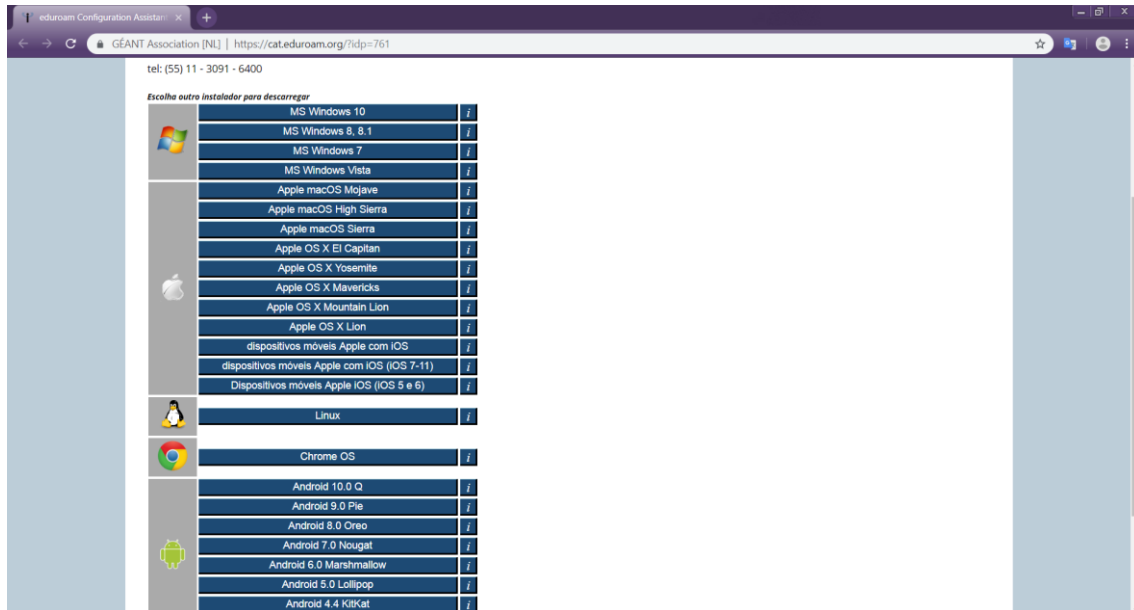 eduroam Configuration Assistant
GÉANT Association [NL] | https://cat.eduroam.org/?idp=761
tel: (55) 11 - 3091 - 6400
Escolha outro instalador para descarregar
MS Windows 10 i
MS Windows 8, 8.1 i
MS Windows 7 i
MS Windows Vista i
Apple macOS Mojave i
Apple macOS High Sierra i
Apple macOS Sierra i
Apple OS X El Capitan i
Apple OS X Yosemite i
Apple OS X Mavericks i
Apple OS X Mountain Lion i
Apple OS X Lion i
dispositivos móveis Apple com iOS i
dispositivos móveis Apple com iOS (iOS 7-11) i
Dispositivos móveis Apple iOS (iOS 5 e 6) i
Linux i
Chrome OS i
Android 10.0 Q i
Android 9.0 Pie i
Android 8.0 Oreo i
Android 7.0 Nougat i
Android 6.0 Marshmallow i
Android 5.0 Lollipop i
Android 4.4 KitKat i